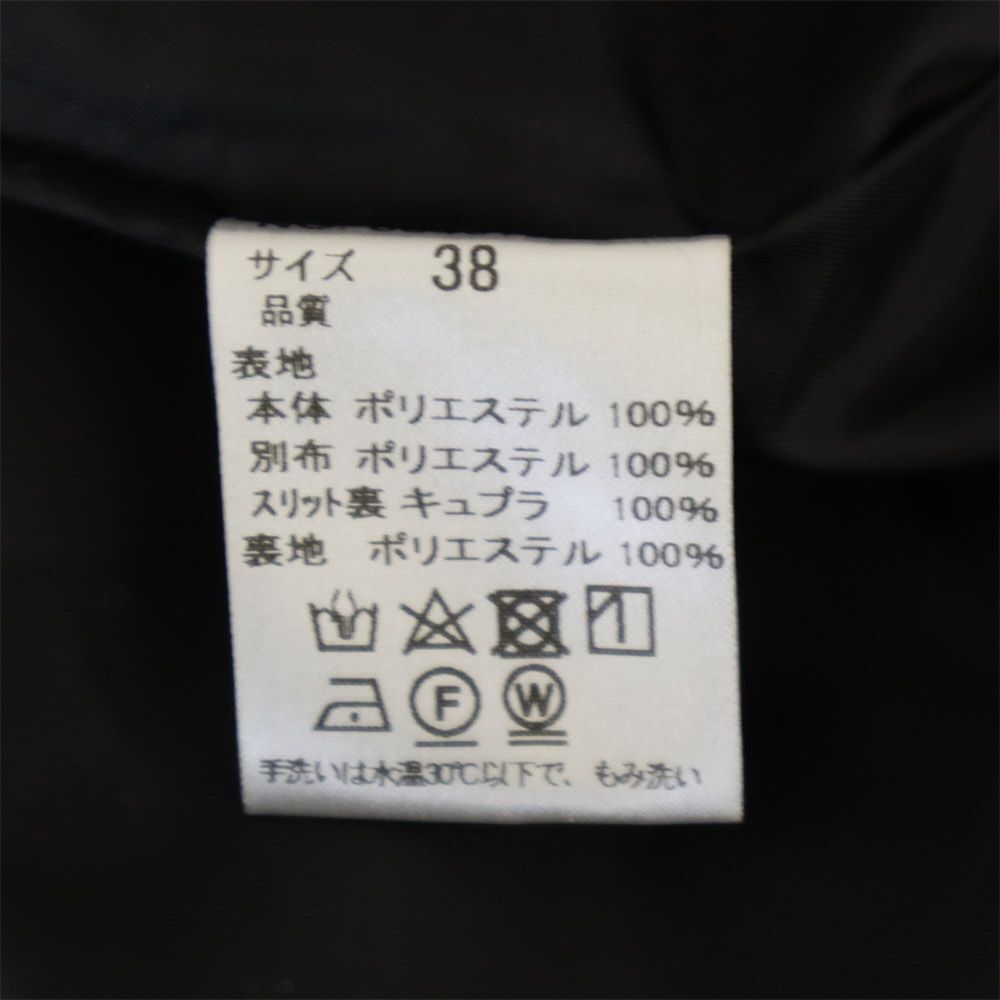 サイズ 38
品質
表地
本体 ポリエステル 100%
別布 ポリエステル 100%
スリット裏 キュプラ 100%
裏地 ポリエステル 100%
F W
手洗いは水温30℃以下で、もみ洗い